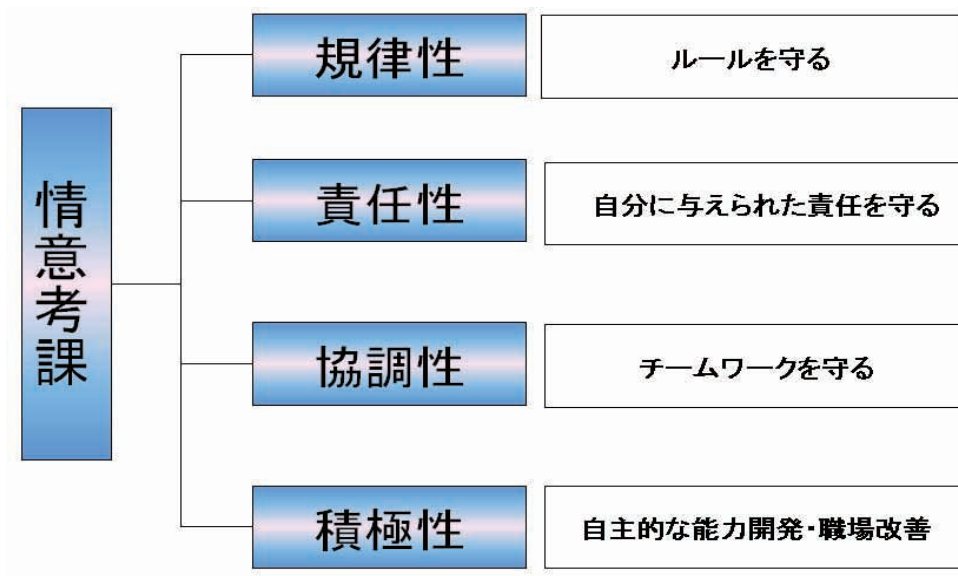 情意考課
規律性
ルールを守る
責任性
自分に与えられた責任を守る
協調性
チームワークを守る
積極性
自主的な能力開発・職場改善